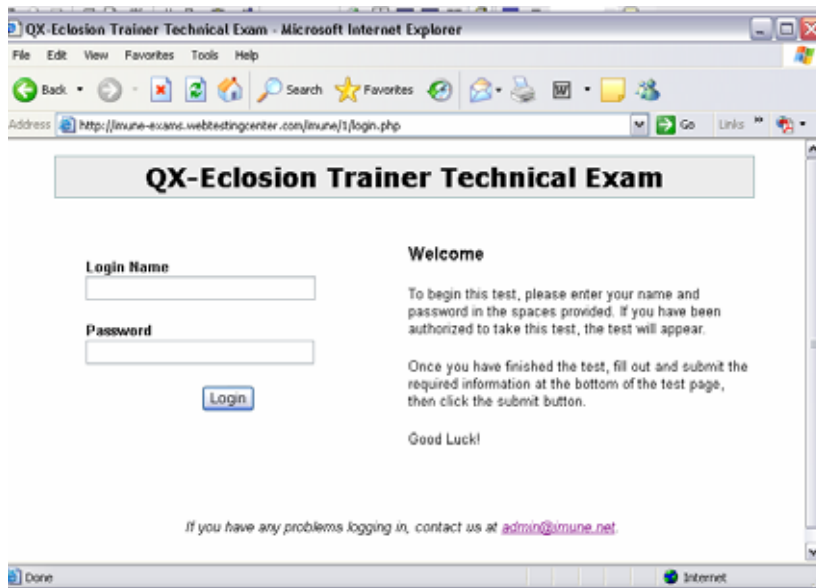 QX-Eclosion Trainer Technical Exam - Microsoft Internet Explorer
File Edit View Favorites Tools Help
Back Search Favorites
Address http://imune-exams.webtestingcenter.com/imune/1/login.php Go Links »
QX-Eclosion Trainer Technical Exam
Login Name
Password
Login
Welcome
To begin this test, please enter your name and
password in the spaces provided. If you have been
authorized to take this test, the test will appear.
Once you have finished the test, fill out and submit the
required information at the bottom of the test page,
then click the submit button.
Good Luck!
If you have any problems logging in, contact us at admin@imune.net.
Done Internet